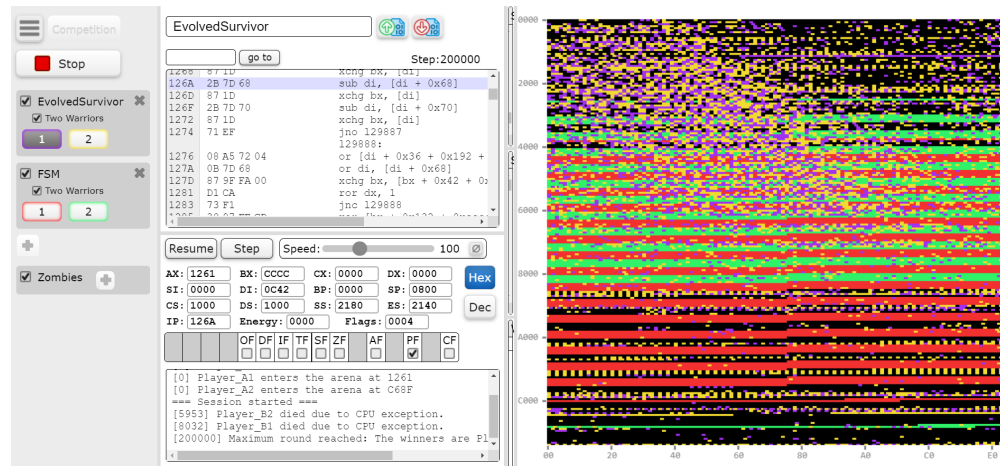 Competition
Stop
EvolvedSurvivor
Two Warriors
1 2
FSM
Two Warriors
1 2
Zombies
EvolvedSurvivor
go to
Step:200000
1268 87 1D xchg bx, [di]
126A 2B 7D 68 sub di, [di + 0x68]
126D 87 1D xchg bx, [di]
126F 2B 7D 70 sub di, [di + 0x70]
1272 87 1D xchg bx, [di]
1274 71 EF jno 129887
129888:
1276 08 A5 72 04 or [di + 0x36 + 0x192 +
127A 0B 7D 68 or di, [di + 0x68]
127D 87 9F FA 00 xchg bx, [bx + 0x42 + 0x
1281 D1 CA ror dx, 1
1283 73 F1 jnc 129888
Resume Step Speed: 100
AX: 1261 BX: CCCC CX: 0000 DX: 0000
SI: 0000 DI: 0C42 BP: 0000 SP: 0800
CS: 1000 DS: 1000 SS: 2180 ES: 2140
IP: 126A Energy: 0000 Flags: 0004
Hex
Dec
OF DF IF TF SF ZF AF PF CF
[0] Player_A1 enters the arena at 1261
[0] Player_A2 enters the arena at C68F
=== Session started ===
[5953] Player_B2 died due to CPU exception.
[8032] Player_B1 died due to CPU exception.
[200000] Maximum round reached: The winners are Pl
0000
2000
4000
6000
8000
A000
C000
00 20 40 60 80 A0 C0 E0